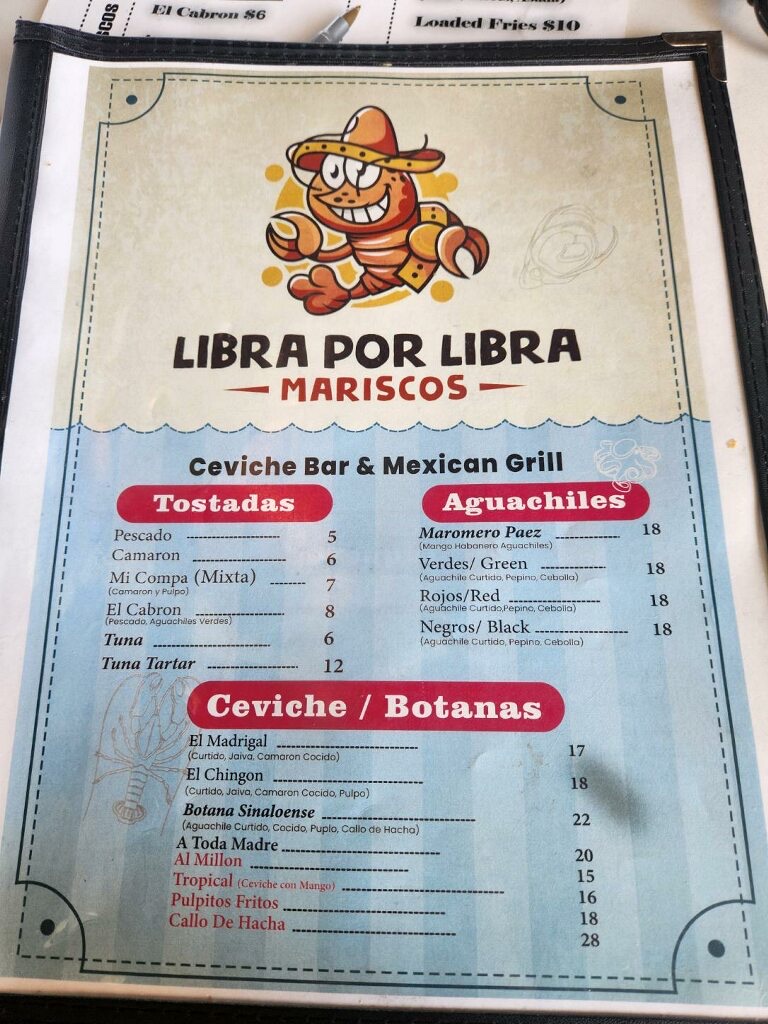 SCOS
El Cabron $6
Loaded Fries $10
LIBRA POR LIBRA
MARISCOS
Ceviche Bar & Mexican Grill
Tostadas
Pescado 5
Camaron 6
Mi Compa (Mixta) 7
(Camaron y Pulpo)
El Cabron 8
(Pescado, Aguachiles Verdes)
Tuna 6
Tuna Tartar 12
Aguachiles
Maromero Paez 18
(Mango Habanero Aguachiles)
Verdes/ Green 18
(Aguachile Curtido, Pepino, Cebolla)
Rojos/Red 18
(Aguachile Curtido,Pepino, Cebolla)
Negros/ Black 18
(Aguachile Curtido, Pepino, Cebolla)
Ceviche / Botanas
El Madrigal 17
(Curtido, Jaiva, Camaron Cocido)
El Chingon 18
(Curtido, Jaiva, Camaron Cocido, Pulpo)
Botana Sinaloense 22
(Aguachile Curtido, Cocido, Puplo, Callo de Hacha)
A Toda Madre 20
Al Millon 15
Tropical (Ceviche con Mango) 16
Pulpitos Fritos 18
Callo De Hacha 28